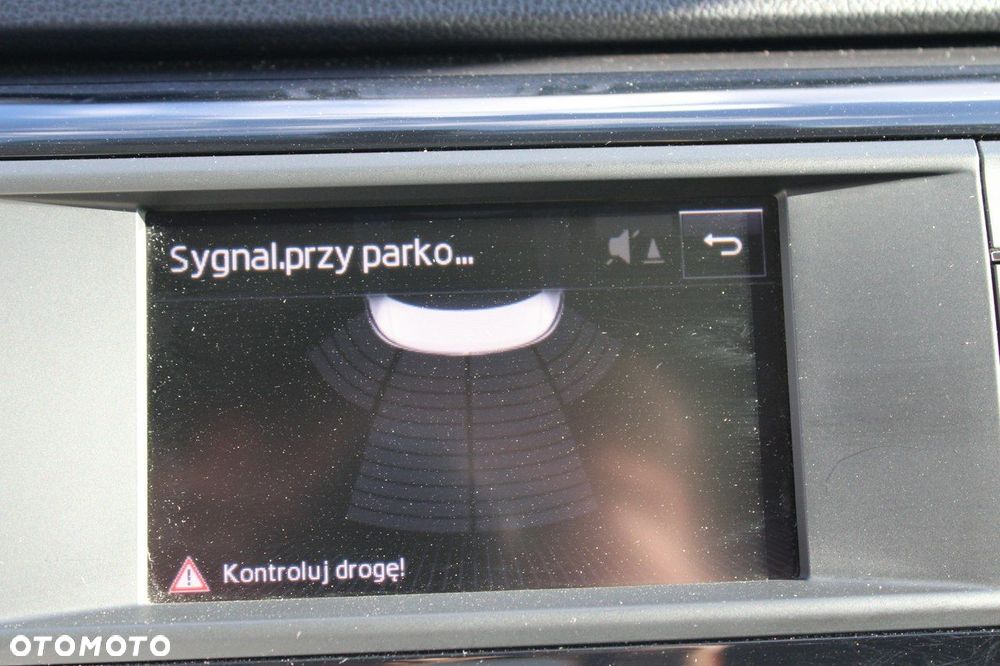 Sygnal.przy parko...
Kontroluj drogę!
OTOMOTO